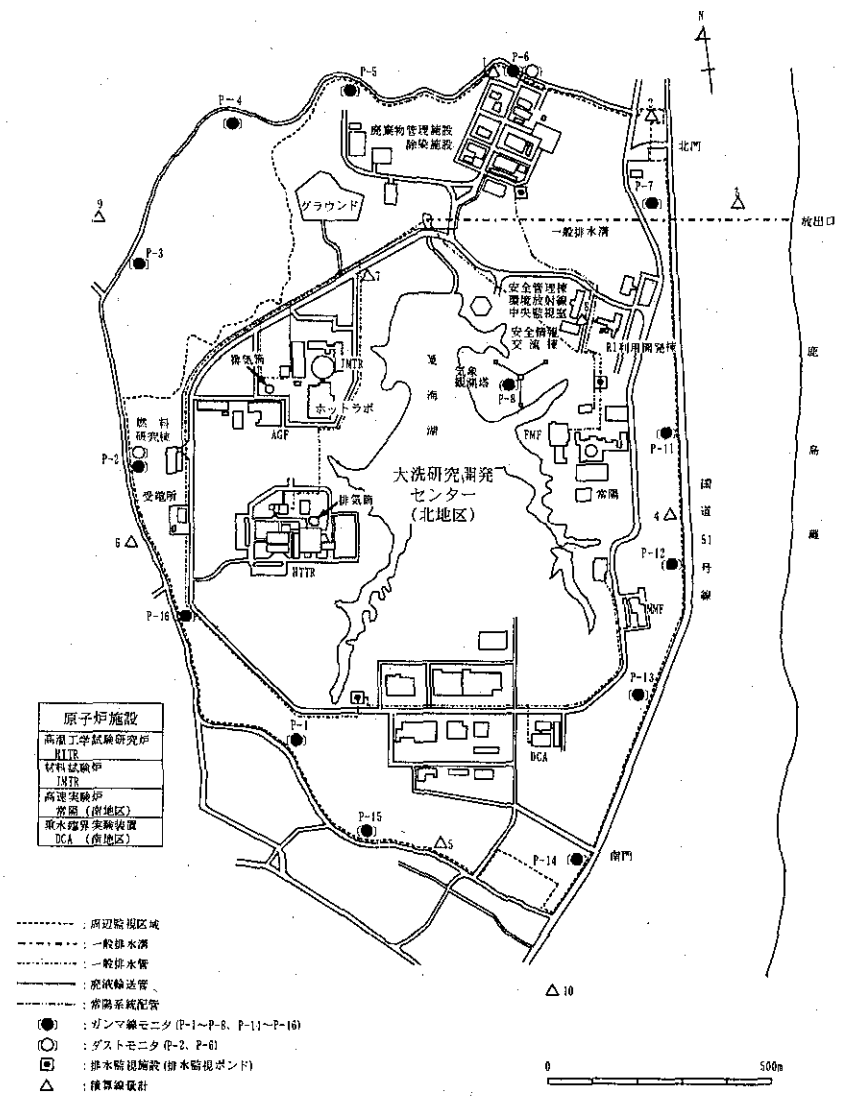 N
P-6
1
P-5
P-4
2
廃棄物管理施設
除染施設
北門
P-7
9
グラウンド
3
放出口
一般排水溝
P-3
7
安全管理棟
環境放射線
中央監視室
安全情報
交流棟
RI利用開発棟
排気筒
JMTR
夏海湖
気象
観測塔
P-8
鹿島灘
ホットラボ
燃料
研究棟
AGF
FMF
P-11
P-2
大洗研究開発
センター
(北地区)
常陽
受電所
排気筒
国道51号線
4
6
HTTR
P-12
MMF
P-16
P-13
原子炉施設
高温工学試験研究炉
HTTR
材料試験炉
JMTR
高速実験炉
常陽 (南地区)
重水臨界実験装置
DCA (南地区)
P-1
DCA
P-15
5
P-14
南門
: 周辺監視区域
: 一般排水溝
: 一般排水管
: 廃液輸送管
: 常陽系統配管
: ガンマ線モニタ(P-1～P-8、P-11～P-16)
: ダストモニタ(P-2、P-6)
: 排水監視施設(排水監視ポンド)
: 積算線量計
10
0
500m